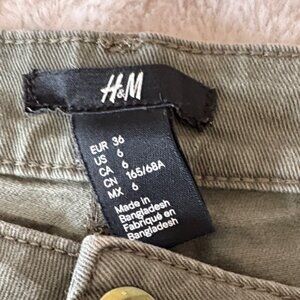 H&M
EUR 36
US 6
CA 6
CN 165/68A
MX 6
Made in
Bangladesh
Fabriqué en
Bangladesh